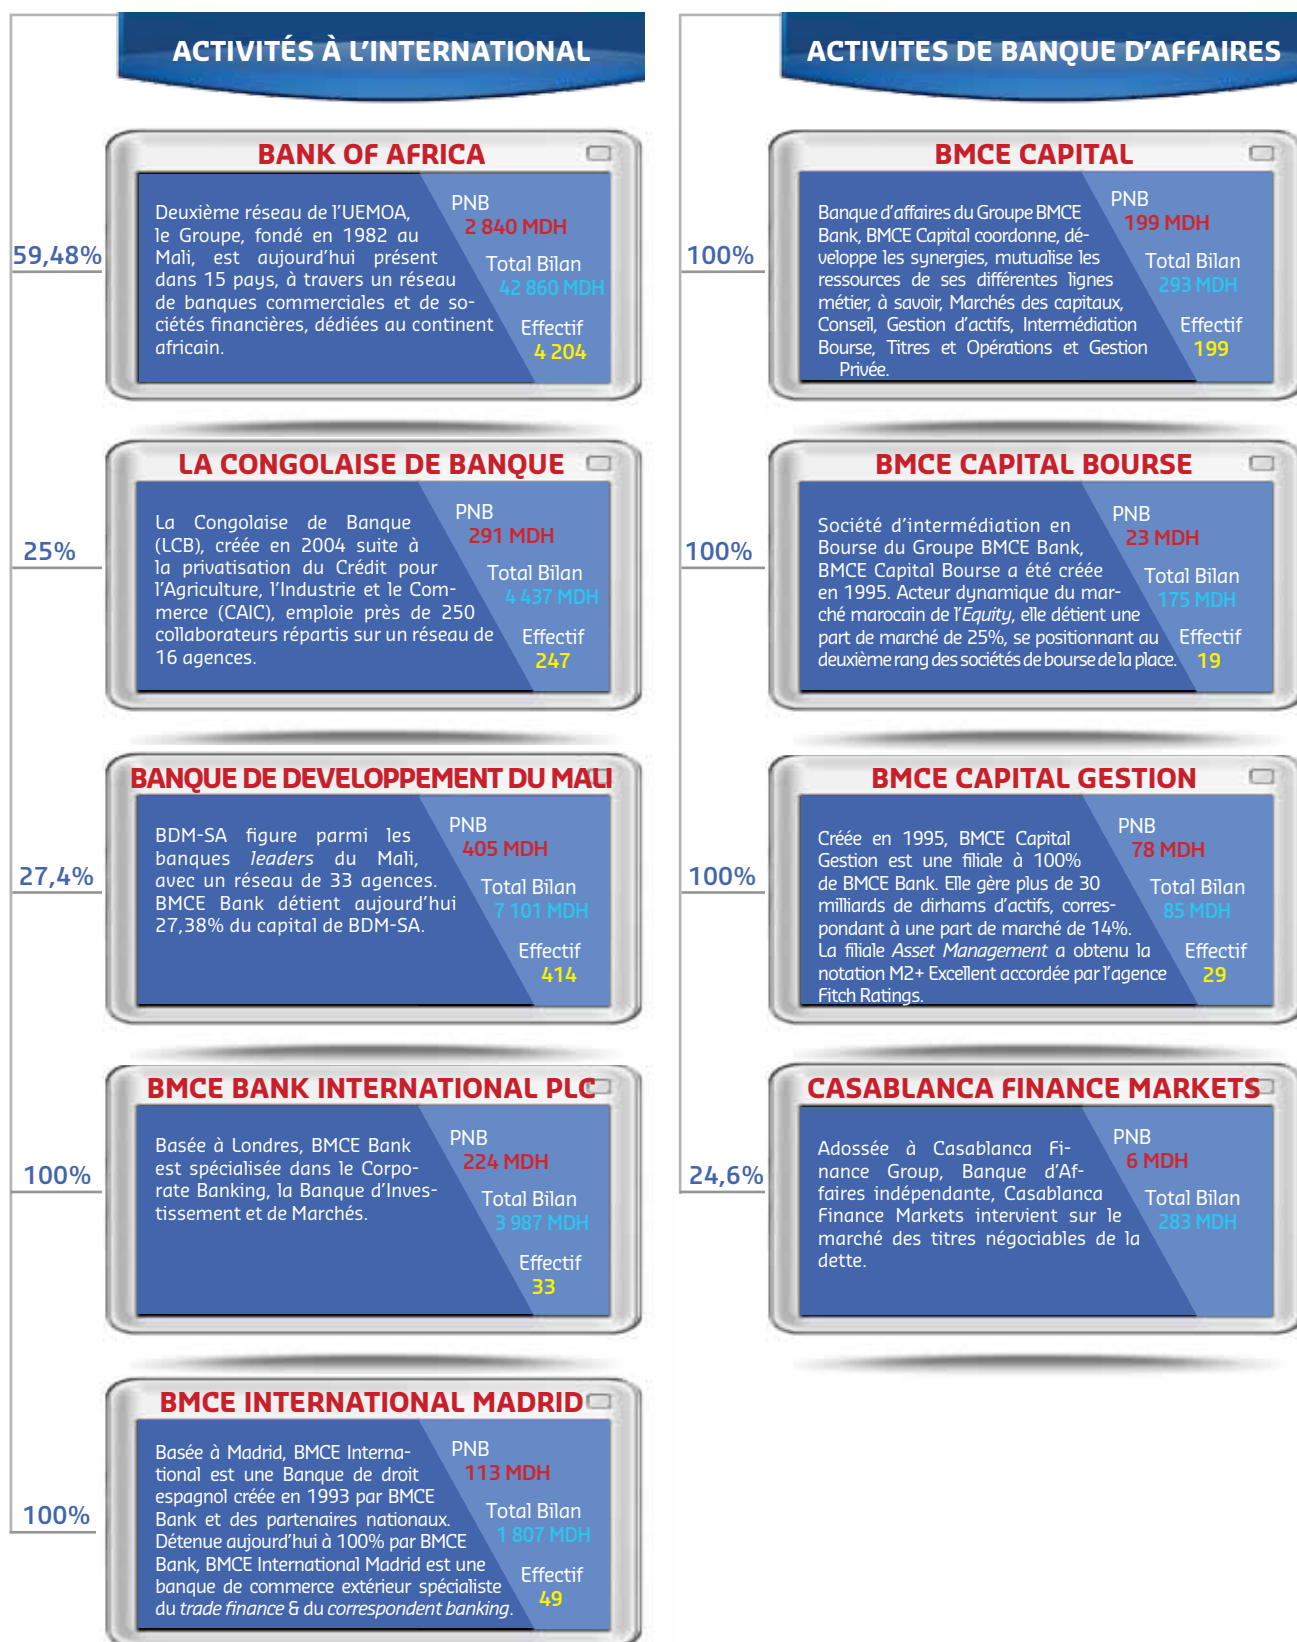 ACTIVITÉS À L'INTERNATIONAL
59,48%
BANK OF AFRICA
Deuxième réseau de l'UEMOA,
le Groupe, fondé en 1982 au
Mali, est aujourd'hui présent
dans 15 pays, à travers un réseau
de banques commerciales et de so-
ciétés financières, dédiées au continent
africain.
PNB
2 840 MDH
Total Bilan
42 860 MDH
Effectif
4 204
25%
LA CONGOLAISE DE BANQUE
La Congolaise de Banque
(LCB), créée en 2004 suite à
la privatisation du Crédit pour
l'Agriculture, l'Industrie et le Com-
merce (CAIC), emploie près de 250
collaborateurs répartis sur un réseau de
16 agences.
PNB
291 MDH
Total Bilan
4 437 MDH
Effectif
247
27,4%
BANQUE DE DEVELOPPEMENT DU MALI
BDM-SA figure parmi les
banques leaders du Mali,
avec un réseau de 33 agences.
BMCE Bank détient aujourd'hui
27,38% du capital de BDM-SA.
PNB
405 MDH
Total Bilan
7 101 MDH
Effectif
414
100%
BMCE BANK INTERNATIONAL PLC
Basée à Londres, BMCE Bank
est spécialisée dans le Corpo-
rate Banking, la Banque d'Inves-
tissement et de Marchés.
PNB
224 MDH
Total Bilan
3 987 MDH
Effectif
33
100%
BMCE INTERNATIONAL MADRID
Basée à Madrid, BMCE Interna-
tional est une Banque de droit
espagnol créée en 1993 par BMCE
Bank et des partenaires nationaux.
Détenue aujourd'hui à 100% par BMCE
Bank, BMCE International Madrid est une
banque de commerce extérieur spécialiste
du trade finance & du correspondent banking.
PNB
113 MDH
Total Bilan
1 807 MDH
Effectif
49
ACTIVITES DE BANQUE D'AFFAIRES
100%
BMCE CAPITAL
Banque d'affaires du Groupe BMCE
Bank, BMCE Capital coordonne, dé-
veloppe les synergies, mutualise les
ressources de ses différentes lignes
métier, à savoir, Marchés des capitaux,
Conseil, Gestion d'actifs, Intermédiation
Bourse, Titres et Opérations et Gestion
Privée.
PNB
199 MDH
Total Bilan
293 MDH
Effectif
199
100%
BMCE CAPITAL BOURSE
Société d'intermédiation en
Bourse du Groupe BMCE Bank,
BMCE Capital Bourse a été créée
en 1995. Acteur dynamique du mar-
ché marocain de l'Equity, elle détient une
part de marché de 25%, se positionnant au
deuxième rang des sociétés de bourse de la place.
PNB
23 MDH
Total Bilan
175 MDH
Effectif
19
100%
BMCE CAPITAL GESTION
Créée en 1995, BMCE Capital
Gestion est une filiale à 100%
de BMCE Bank. Elle gère plus de 30
milliards de dirhams d'actifs, corres-
pondant à une part de marché de 14%.
La filiale Asset Management a obtenu la
notation M2+ Excellent accordée par l'agence
Fitch Ratings.
PNB
78 MDH
Total Bilan
85 MDH
Effectif
29
24,6%
CASABLANCA FINANCE MARKETS
Adossée à Casablanca Fi-
nance Group, Banque d'Af-
faires indépendante, Casablanca
Finance Markets intervient sur le
marché des titres négociables de la
dette.
PNB
6 MDH
Total Bilan
283 MDH